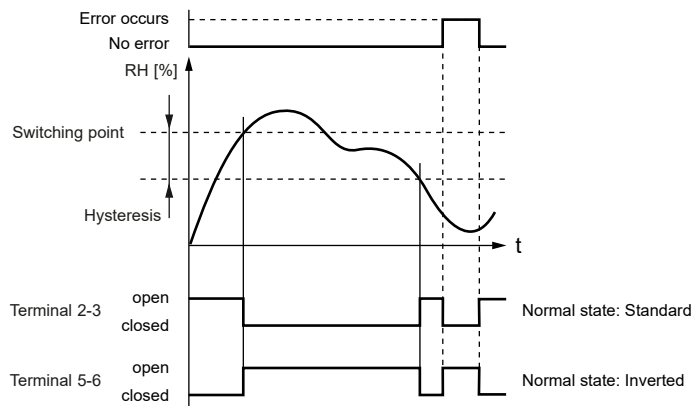 Error occurs
No error
RH [%]
Switching point
Hysteresis
t
Terminal 2-3
open
closed
Normal state: Standard
Terminal 5-6
open
closed
Normal state: Inverted